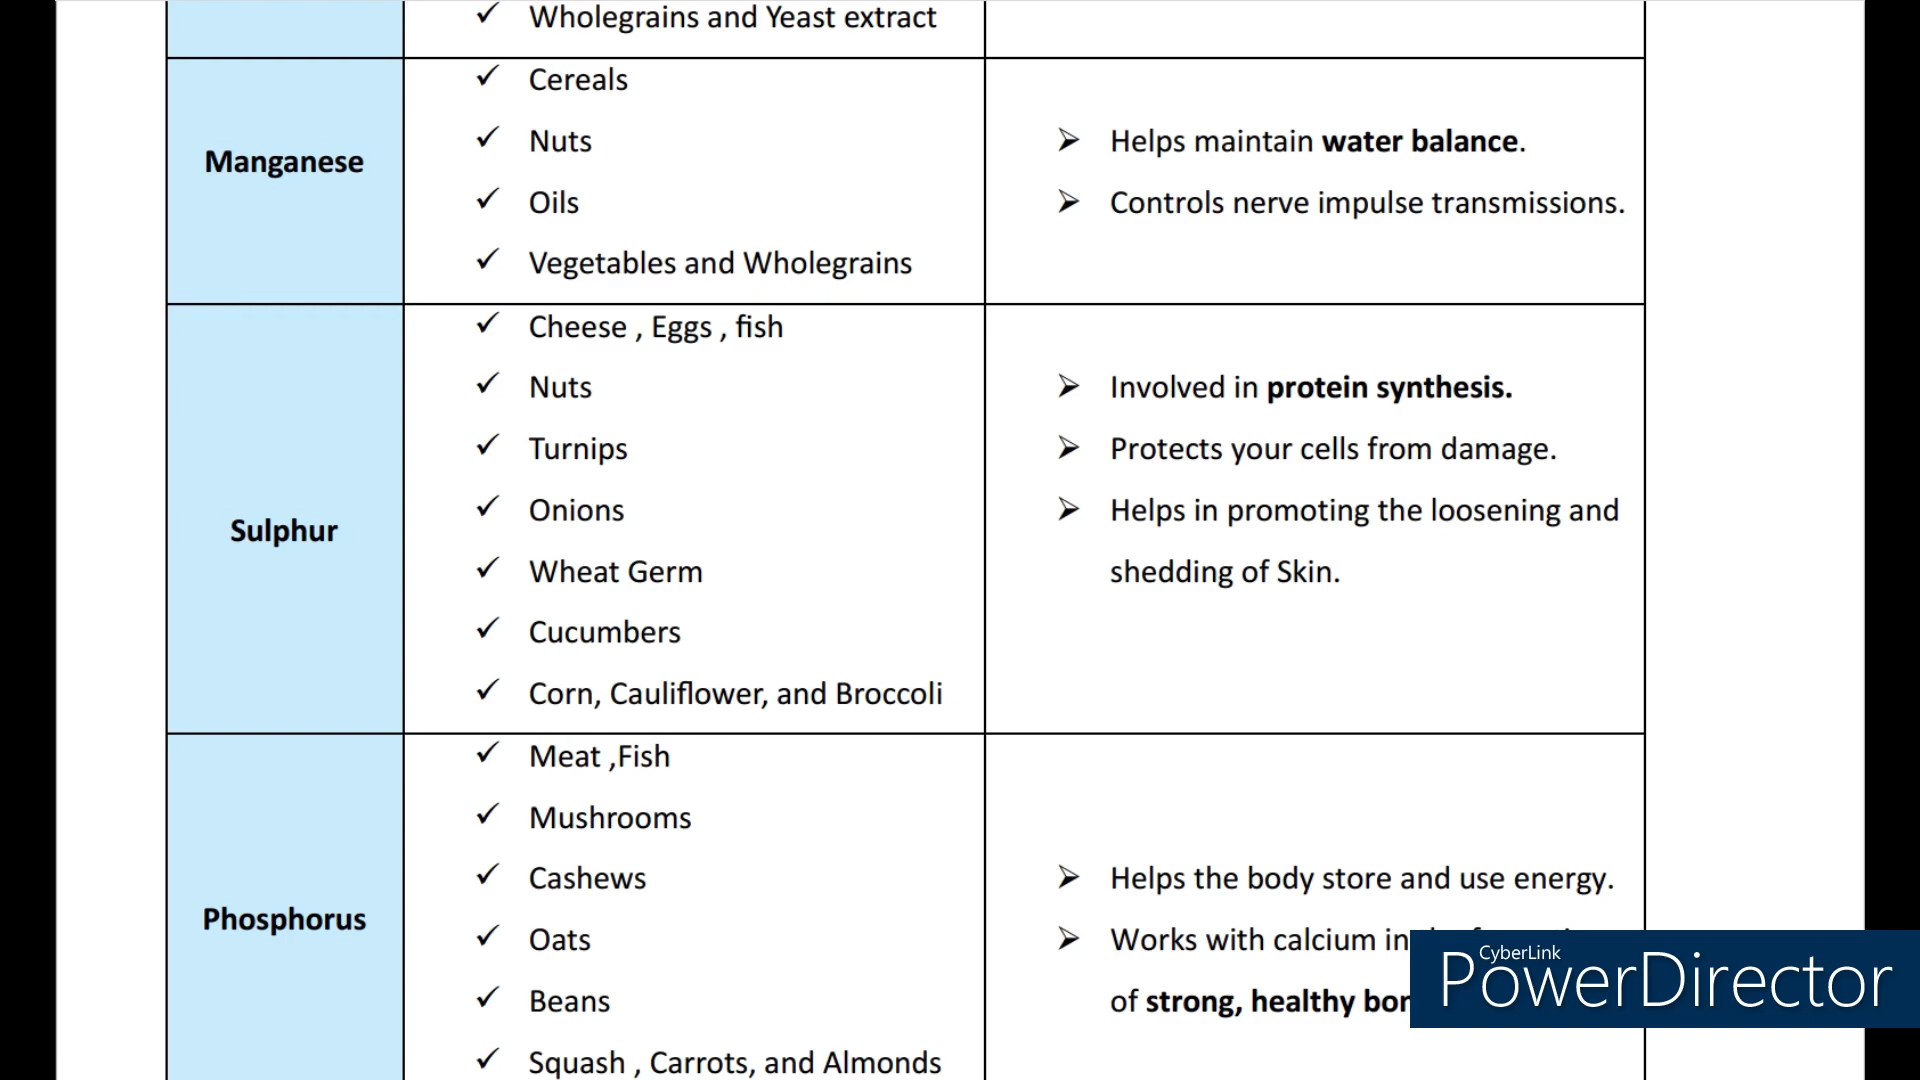 Wholegrains and Yeast extract
Manganese
✓ Cereals
✓ Nuts
✓ Oils
✓ Vegetables and Wholegrains
➢ Helps maintain water balance.
➢ Controls nerve impulse transmissions.
Sulphur
✓ Cheese , Eggs , fish
✓ Nuts
✓ Turnips
✓ Onions
✓ Wheat Germ
✓ Cucumbers
✓ Corn, Cauliflower, and Broccoli
➢ Involved in protein synthesis.
➢ Protects your cells from damage.
➢ Helps in promoting the loosening and
shedding of Skin.
Phosphorus
✓ Meat ,Fish
✓ Mushrooms
✓ Cashews
✓ Oats
✓ Beans
✓ Squash , Carrots, and Almonds
➢ Helps the body store and use energy.
➢ Works with calcium in
of strong, healthy
CyberLink
PowerDirector